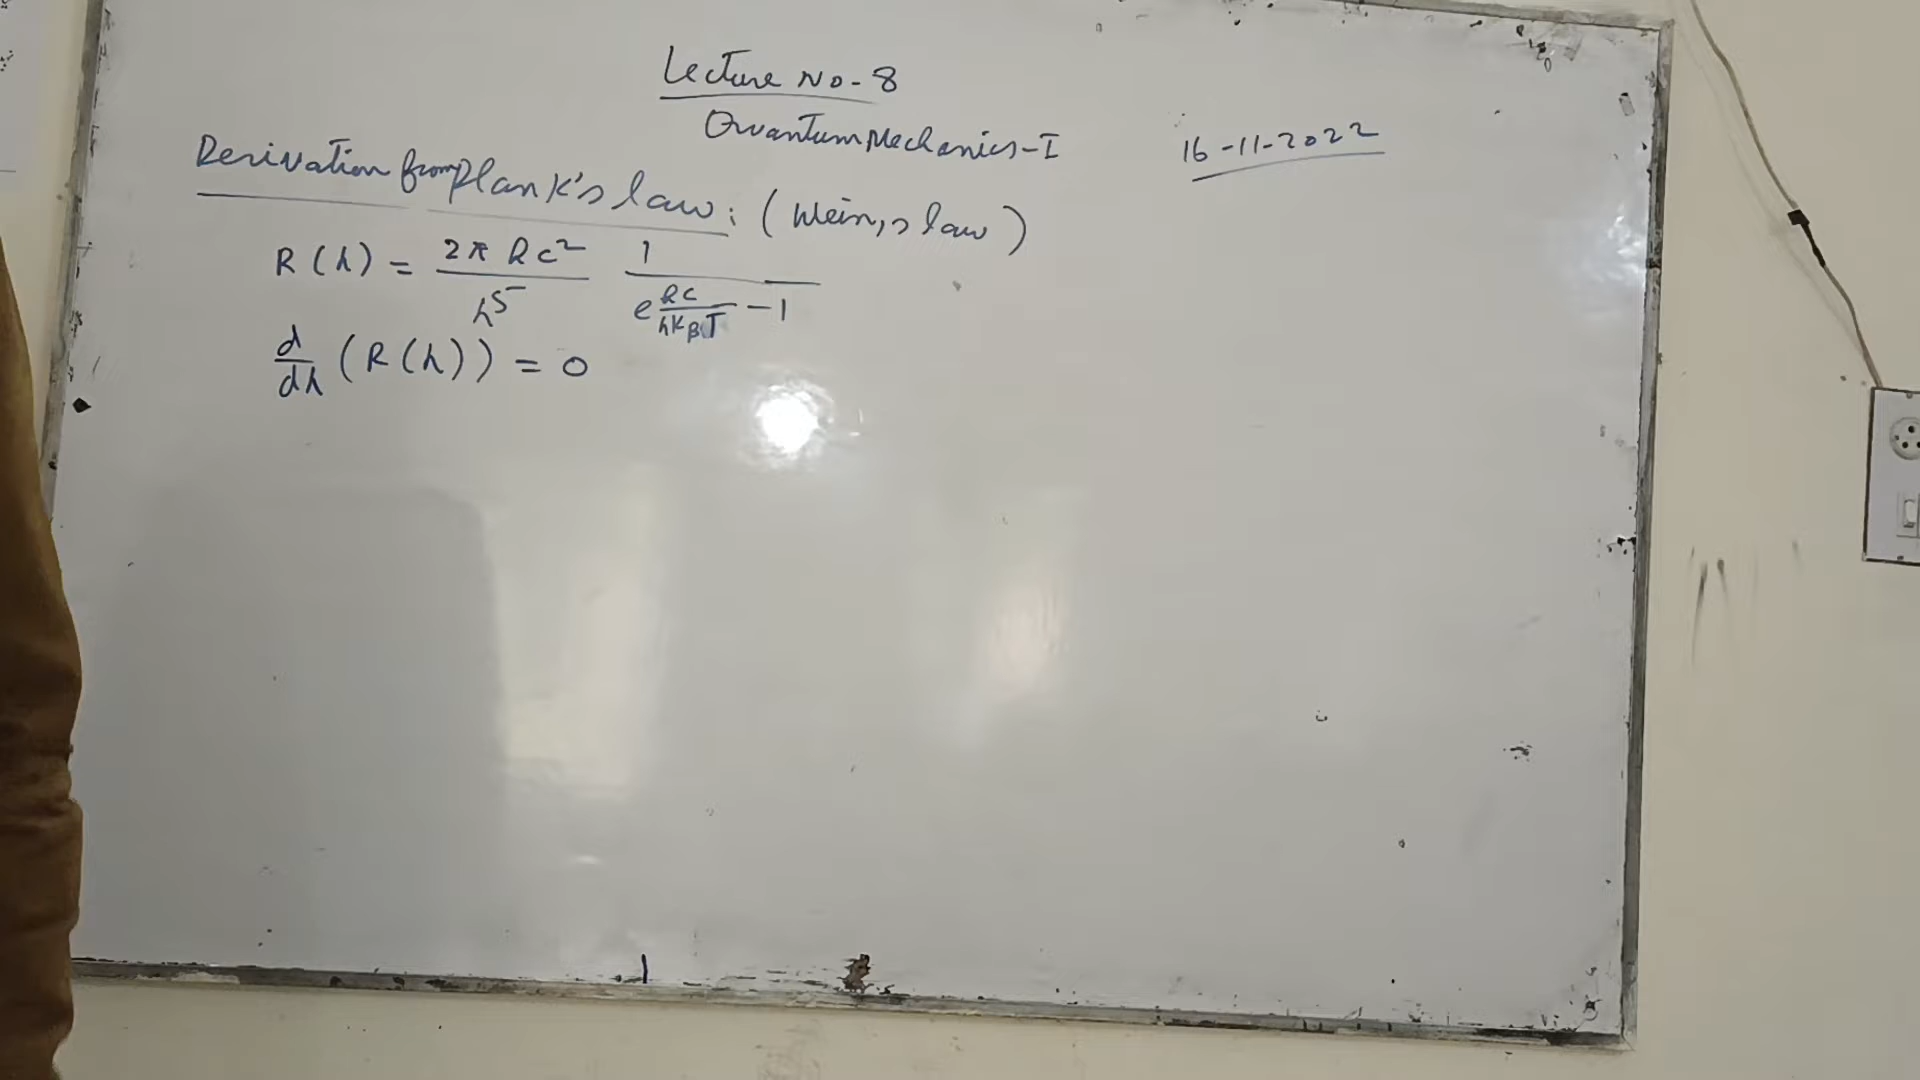 Lecture No-8
Quantum Mechanics-I
16-11-2022
Derivation from Plank's law: (Wein,s law)
R(λ) = 2πhc² / λ⁵ 1 / e^(hc / λK_βT) - 1
d/dλ (R(λ)) = 0